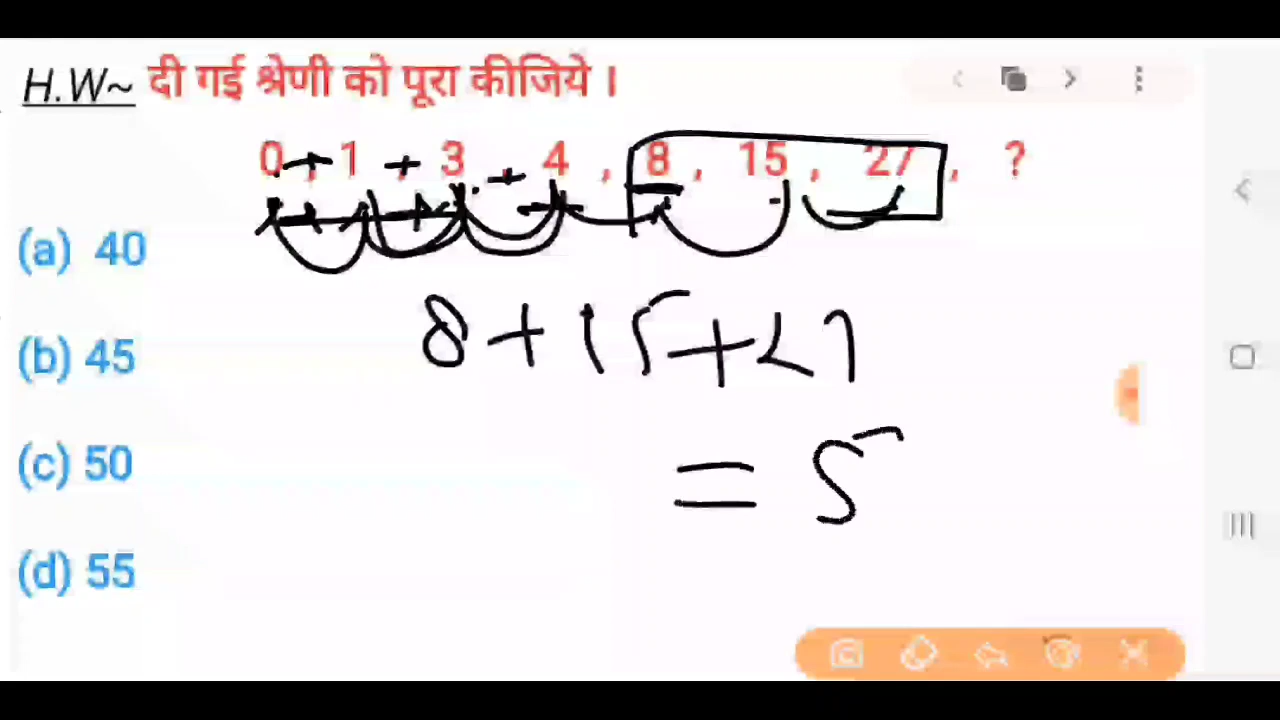 H.W~ दी गई श्रेणी को पूरा कीजिये ।
0, 1, 3, 4, 8, 15, 27, ?
(a) 40
(b) 45
(c) 50
(d) 55
8+15+27
= 5